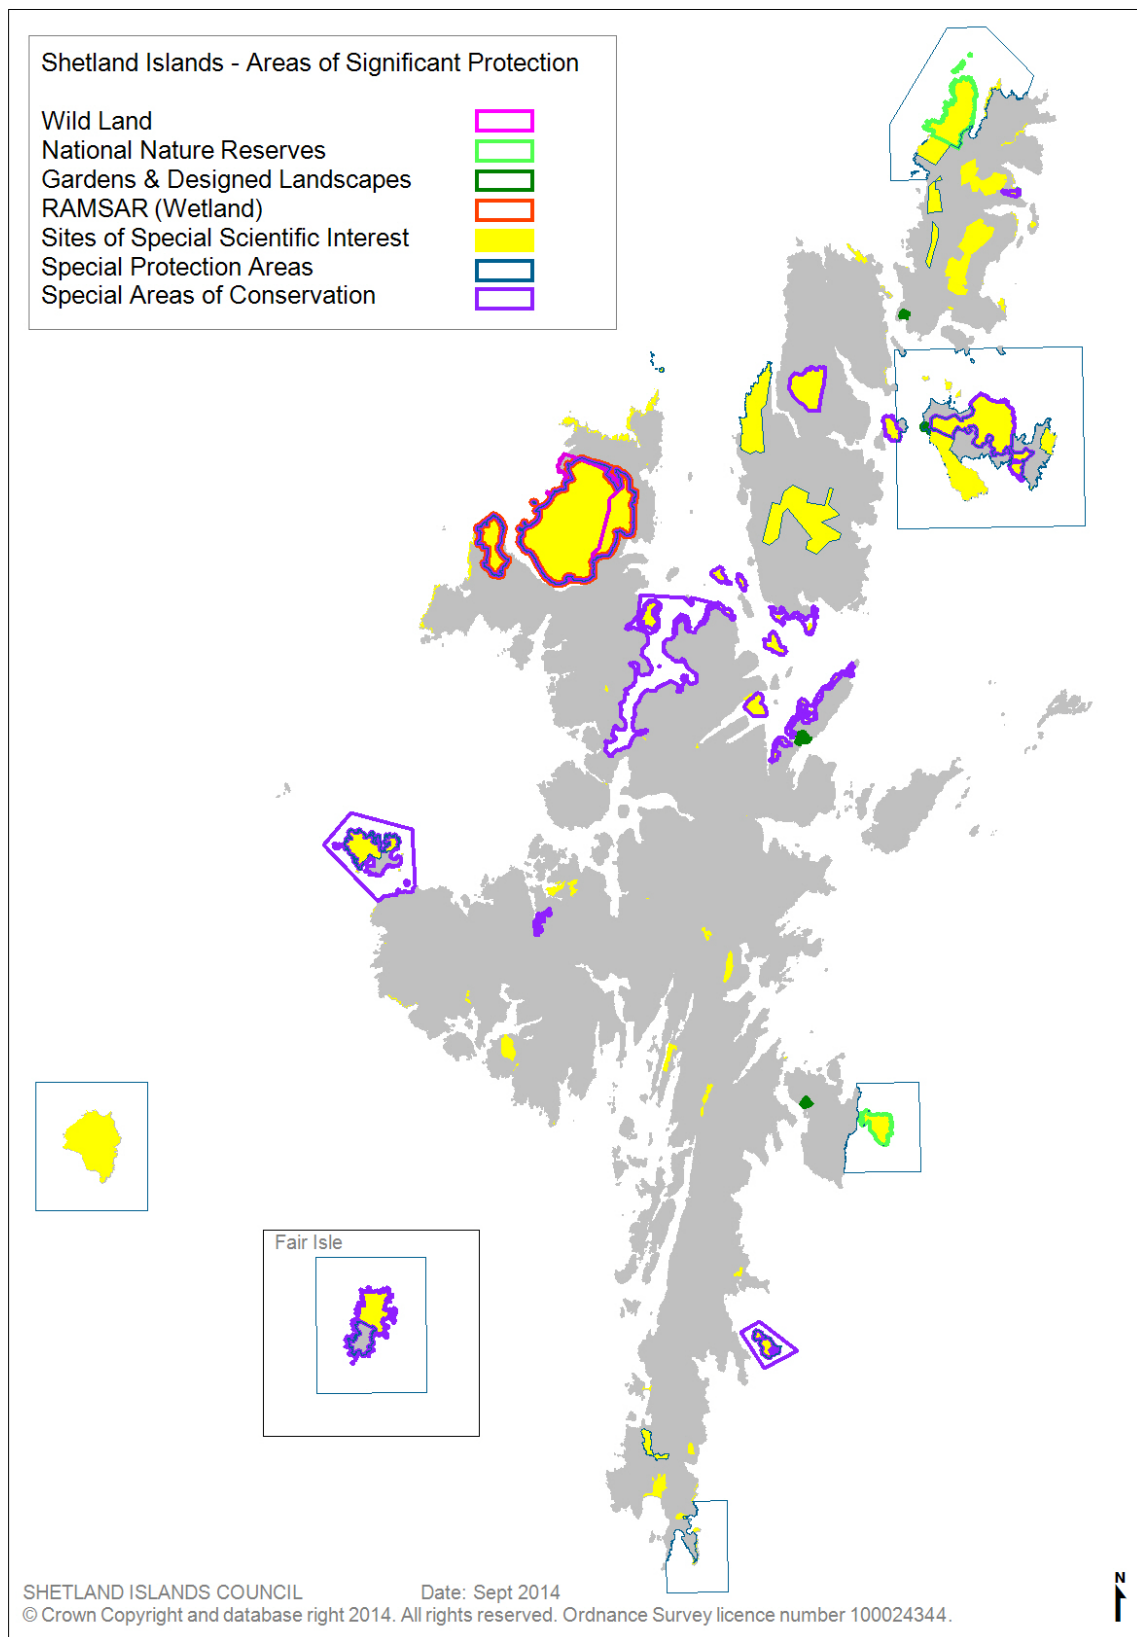 Shetland Islands - Areas of Significant Protection
Wild Land
National Nature Reserves
Gardens & Designed Landscapes
RAMSAR (Wetland)
Sites of Special Scientific Interest
Special Protection Areas
Special Areas of Conservation
Fair Isle
N
SHETLAND ISLANDS COUNCIL Date: Sept 2014
© Crown Copyright and database right 2014. All rights reserved. Ordnance Survey licence number 100024344.